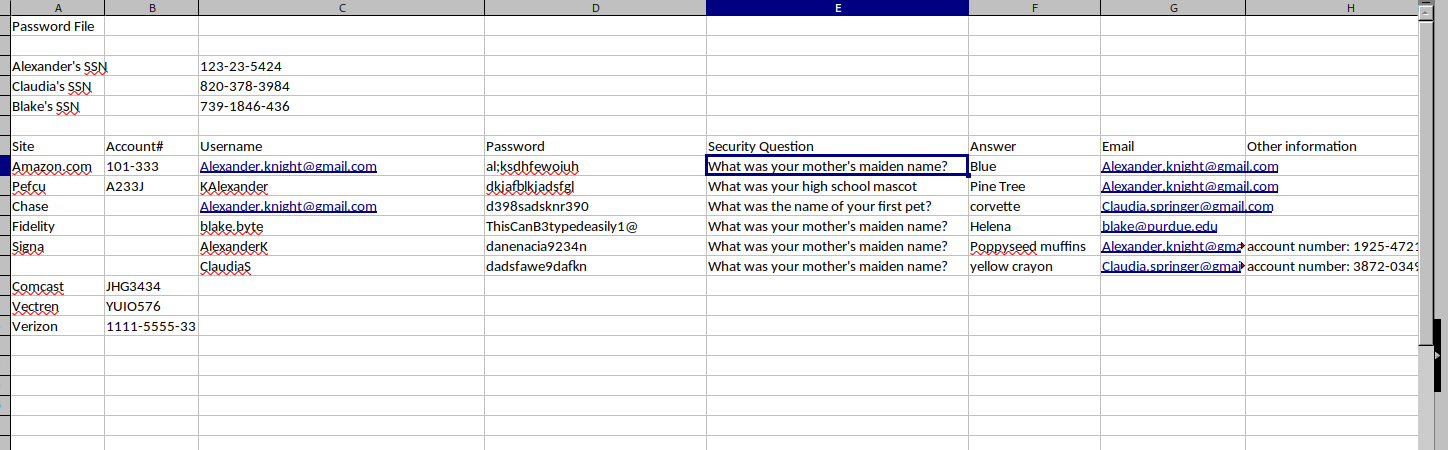 A B C D E F G H
Password File
Alexander's SSN 123-23-5424
Claudia's SSN 820-378-3984
Blake's SSN 739-1846-436
Site Account# Username Password Security Question Answer Email Other information
Amazon.com 101-333 Alexander.knight@gmail.com al;ksdhfewoiuh What was your mother's maiden name? Blue Alexander.knight@gmail.com
Pefcu A233J KAlexander dkjafblkjadsfgl What was your high school mascot Pine Tree Alexander.knight@gmail.com
Chase Alexander.knight@gmail.com d398sadsknr390 What was the name of your first pet? corvette Claudia.springer@gmail.com
Fidelity blake.byte ThisCanB3typedeasily1@ What was your mother's maiden name? Helena blake@purdue.edu
Signa AlexanderK danenacia9234n What was your mother's maiden name? Poppyseed muffins Alexander.knight@gma account number: 1925-4721
ClaudiaS dadsfawe9dafkn What was your mother's maiden name? yellow crayon Claudia.springer@gmai account number: 3872-0349
Comcast JHG3434
Vectren YUIO576
Verizon 1111-5555-33